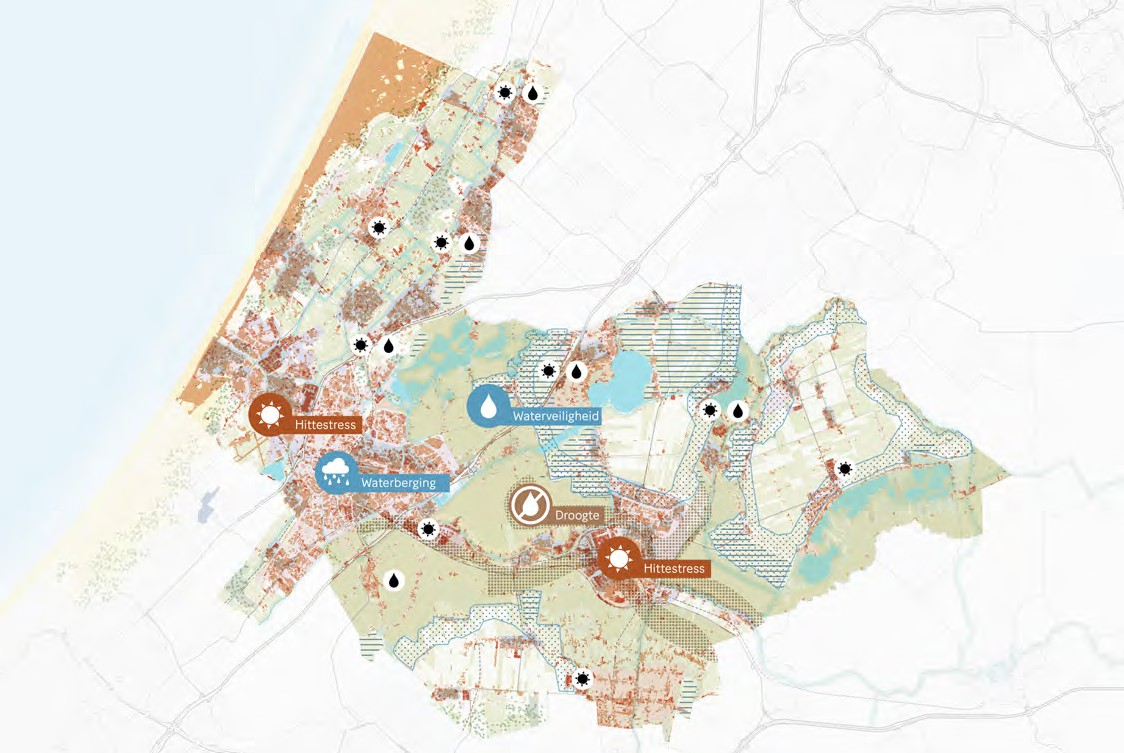 Waterveiligheid
Hittestress
Waterberging
Droogte
Hittestress